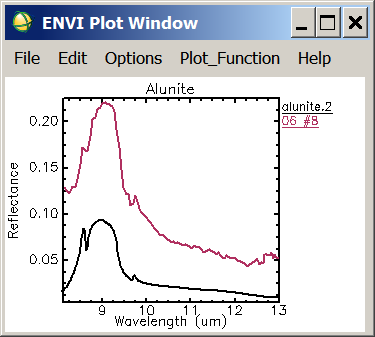 ENVI Plot Window
File Edit Options Plot_Function Help
Alunite
alunite.2
06 #8
Reflectance
0.20
0.15
0.10
0.05
9 10 11 12 13
Wavelength (um)